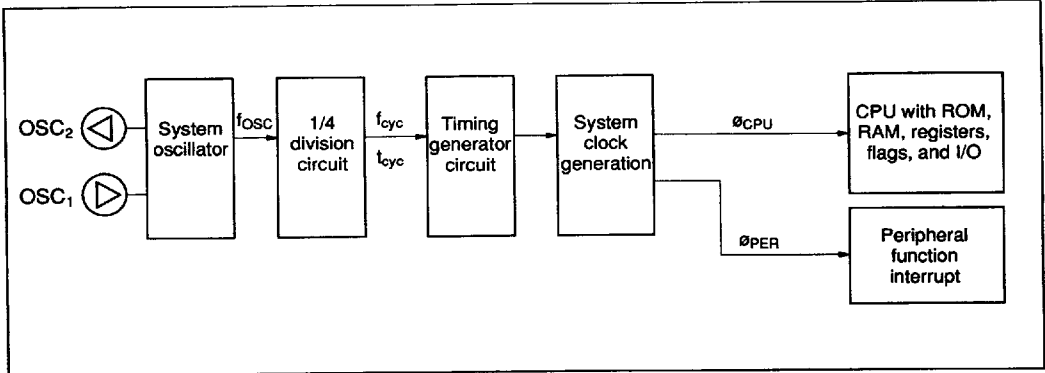 OSC₂
OSC₁
System
oscillator
fOSC
1/4
division
circuit
fcyc
tcyc
Timing
generator
circuit
System
clock
generation
øCPU
øPER
CPU with ROM,
RAM, registers,
flags, and I/O
Peripheral
function
interrupt